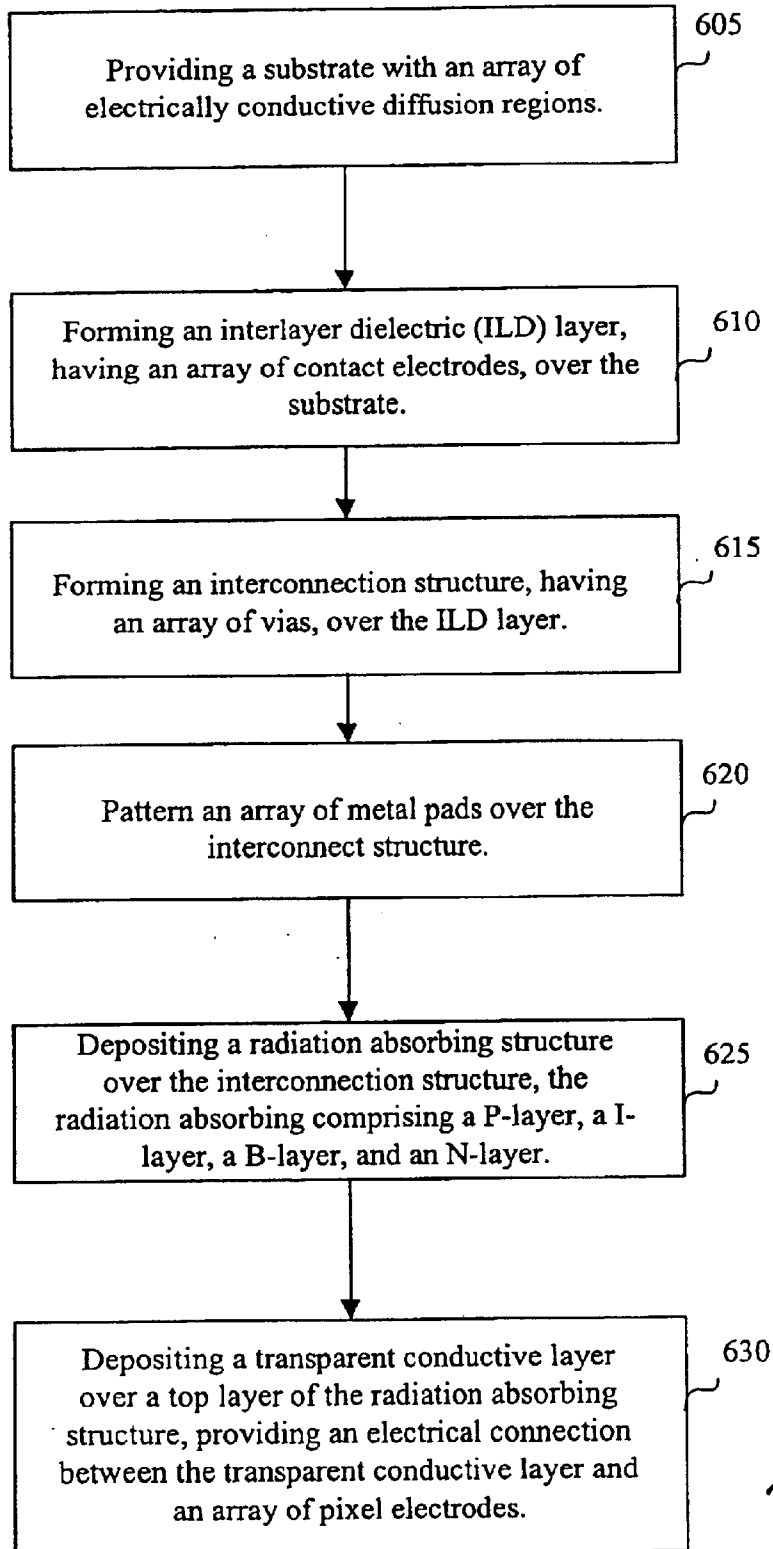 605
Providing a substrate with an array of
electrically conductive diffusion regions.
610
Forming an interlayer dielectric (ILD) layer,
having an array of contact electrodes, over the
substrate.
615
Forming an interconnection structure, having
an array of vias, over the ILD layer.
620
Pattern an array of metal pads over the
interconnect structure.
625
Depositing a radiation absorbing structure
over the interconnection structure, the
radiation absorbing comprising a P-layer, a I-
layer, a B-layer, and an N-layer.
630
Depositing a transparent conductive layer
over a top layer of the radiation absorbing
structure, providing an electrical connection
between the transparent conductive layer and
an array of pixel electrodes.